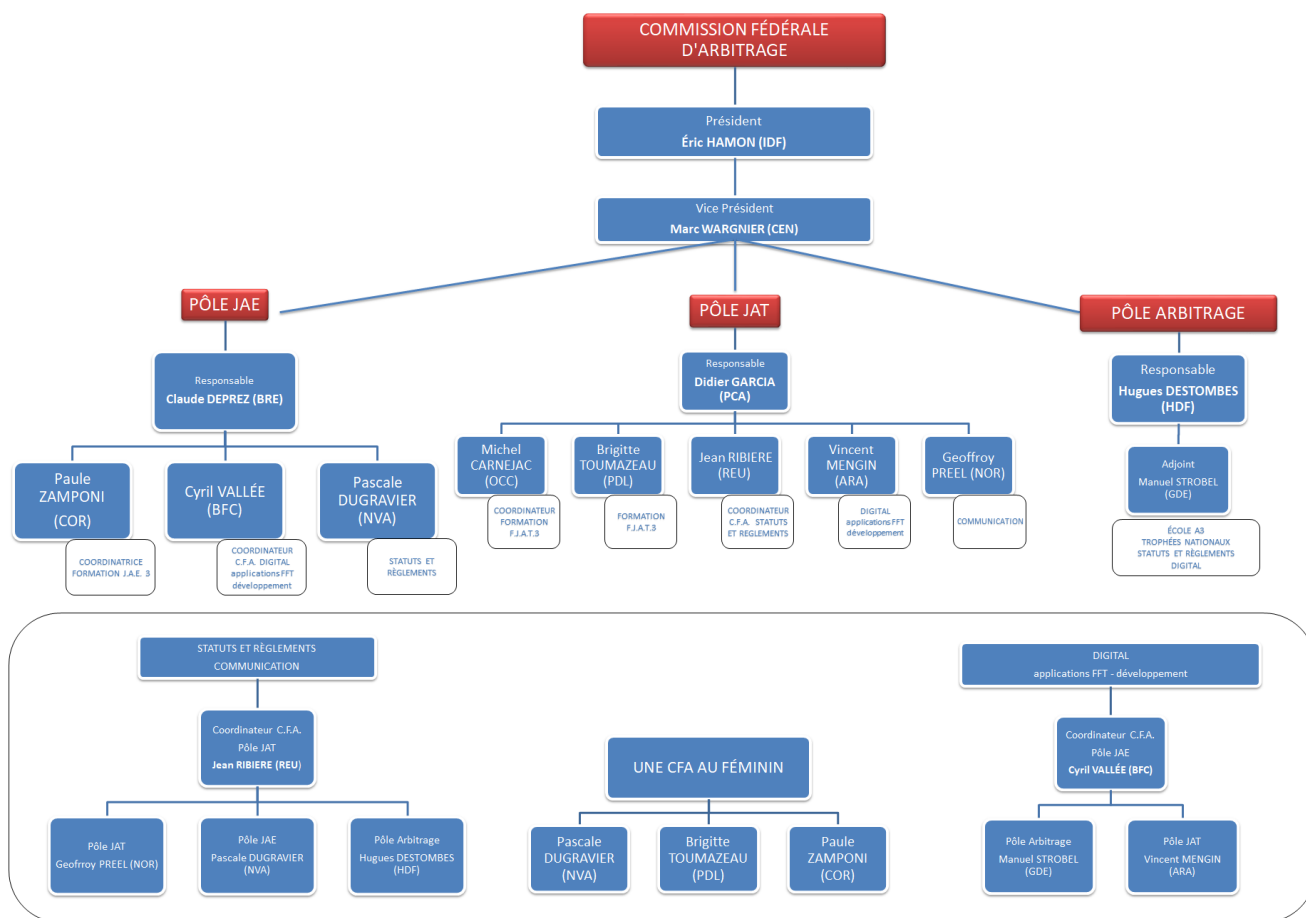 COMMISSION FÉDÉRALE
D'ARBITRAGE
Président
Éric HAMON (IDF)
Vice Président
Marc WARGNIER (CEN)
PÔLE JAE
Responsable
Claude DEPREZ (BRE)
Paule
ZAMPONI
(COR)
COORDINATRICE
FORMATION J.A.E. 3
Cyril VALLÉE
(BFC)
COORDINATEUR
C.F.A. DIGITAL
applications FFT
développement
Pascale
DUGRAVIER
(NVA)
STATUTS ET
RÈGLEMENTS
PÔLE JAT
Responsable
Didier GARCIA
(PCA)
Michel
CARNEJAC
(OCC)
COORDINATEUR
FORMATION
F.J.A.T.3
Brigitte
TOUMAZEAU
(PDL)
FORMATION
F.J.A.T.3
Jean RIBIERE
(REU)
COORDINATEUR
C.F.A. STATUTS
ET REGLEMENTS
Vincent
MENGIN
(ARA)
DIGITAL
applications FFT
développement
Geoffroy
PREEL (NOR)
COMMUNICATION
PÔLE ARBITRAGE
Responsable
Hugues DESTOMBES
(HDF)
Adjoint
Manuel STROBEL
(GDE)
ÉCOLE A3
TROPHÉES NATIONAUX
STATUTS ET RÈGLEMENTS
DIGITAL
STATUTS ET RÈGLEMENTS
COMMUNICATION
Coordinateur C.F.A.
Pôle JAT
Jean RIBIERE (REU)
Pôle JAT
Geofrroy PREEL (NOR)
Pôle JAE
Pascale DUGRAVIER
(NVA)
Pôle Arbitrage
Hugues DESTOMBES
(HDF)
UNE CFA AU FÉMININ
Pascale
DUGRAVIER
(NVA)
Brigitte
TOUMAZEAU
(PDL)
Paule
ZAMPONI
(COR)
DIGITAL
applications FFT - développement
Coordinateur C.F.A.
Pôle JAE
Cyril VALLÉE (BFC)
Pôle Arbitrage
Manuel STROBEL
(GDE)
Pôle JAT
Vincent MENGIN
(ARA)